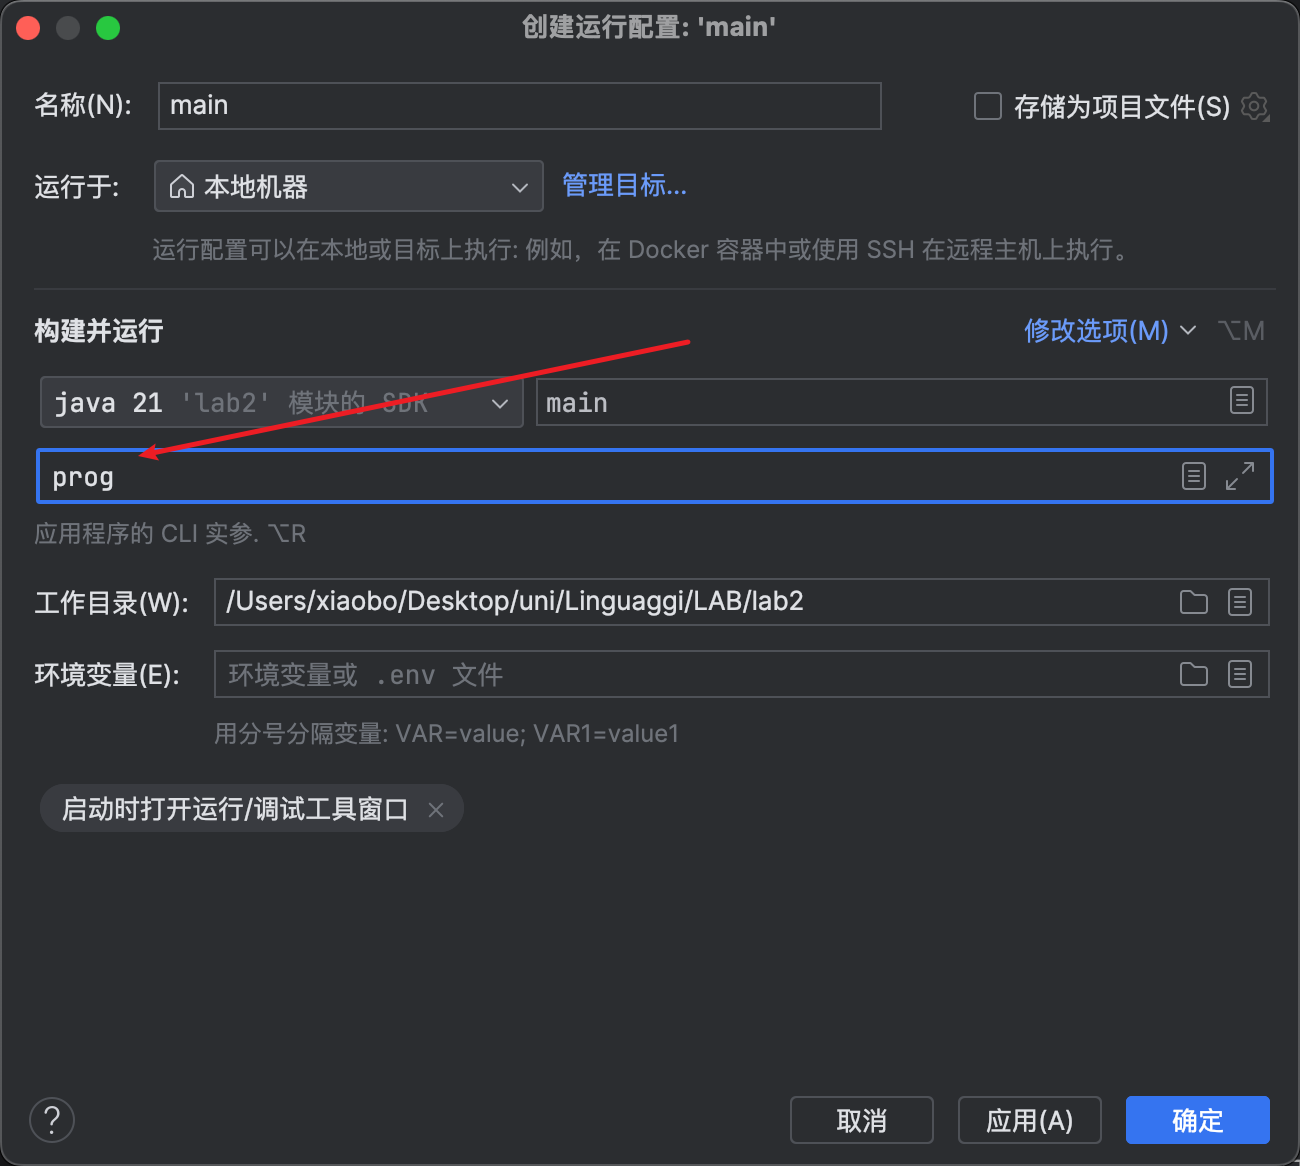 创建运行配置: 'main'
名称(N): main 存储为项目文件(S)
运行于: 本地机器 管理目标...
运行配置可以在本地或目标上执行: 例如，在 Docker 容器中或使用 SSH 在远程主机上执行。
构建并运行 修改选项(M) ⌥M
java 21 'lab2' 模块的 SDK main
prog
应用程序的 CLI 实参. ⌥R
工作目录(W): /Users/xiaobo/Desktop/uni/Linguaggi/LAB/lab2
环境变量(E): 环境变量或 .env 文件
用分号分隔变量: VAR=value; VAR1=value1
启动时打开运行/调试工具窗口 ×
? 取消 应用(A) 确定